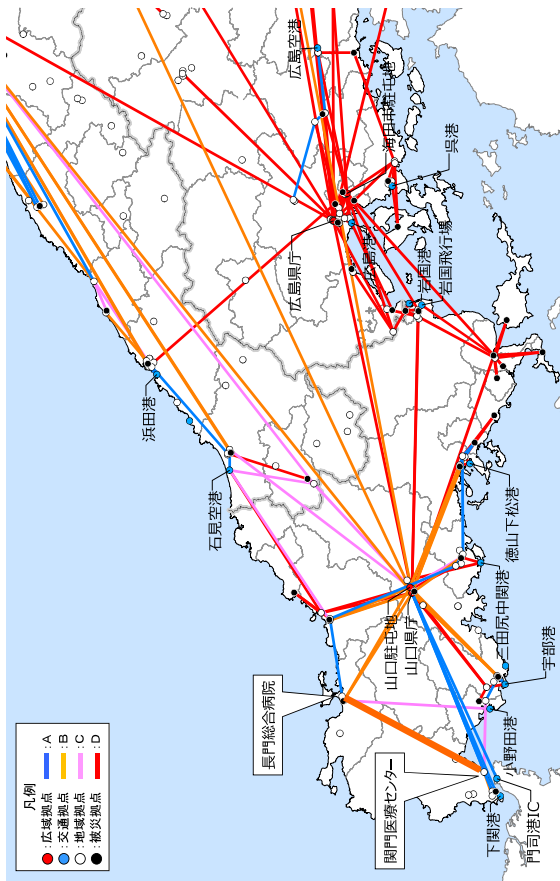 広島空港
海田市駐屯地
呉港
広島県庁
広島港
岩国港
岩国飛行場
浜田港
石見空港
徳山下松港
三田尻中関港
山口駐屯地
山口県庁
宇部港
長門総合病院
小野田港
関門医療センター
下関港
門司港IC
凡例
：広域拠点 ：A
：交通拠点 ：B
：地域拠点 ：C
：被災拠点 ：D